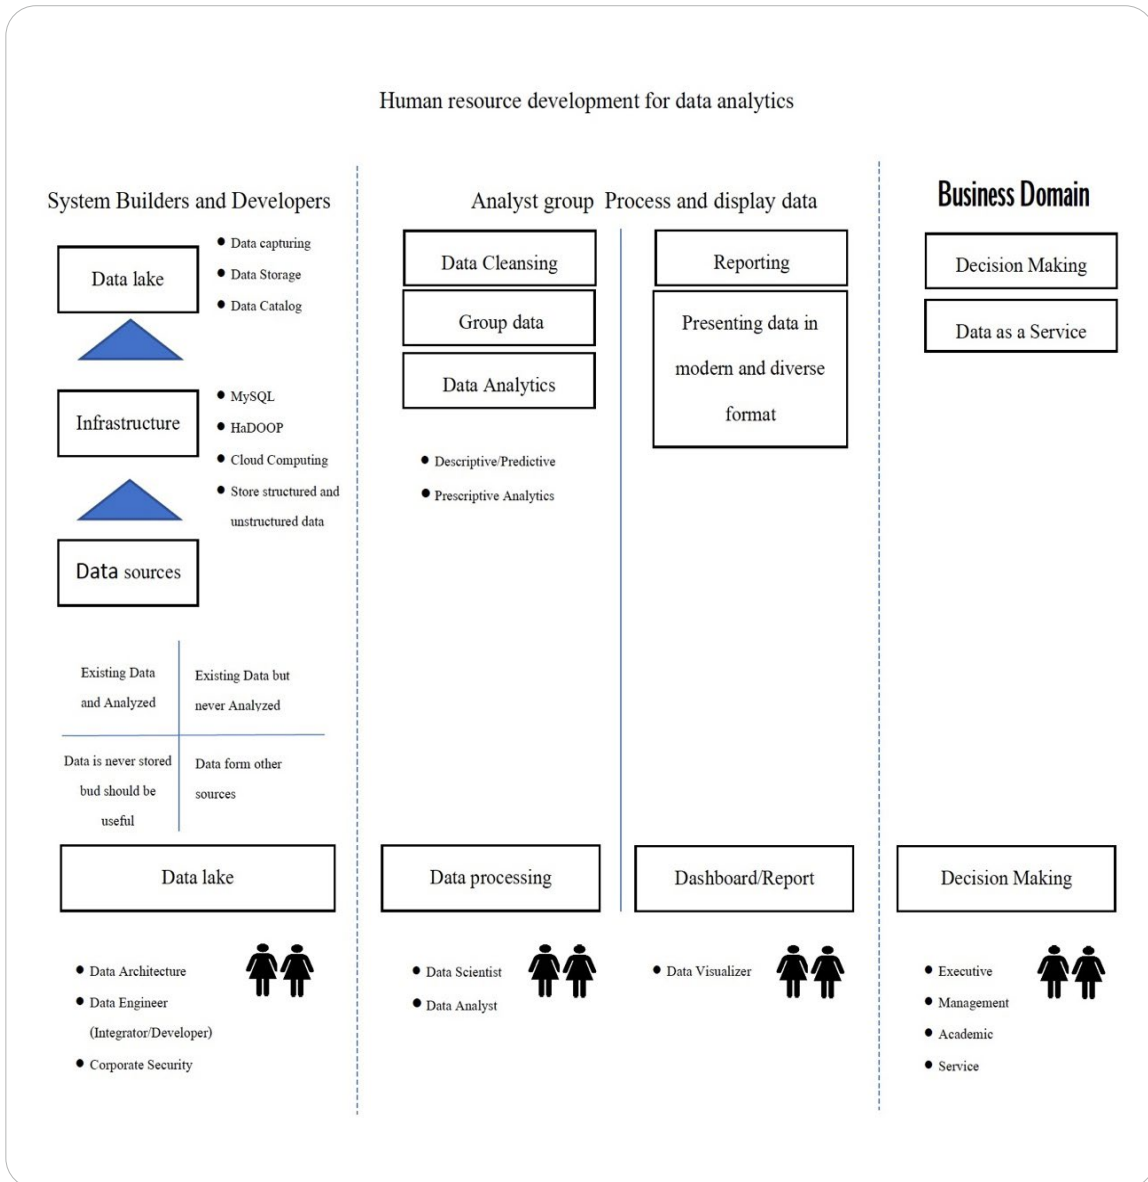 Human resource development for data analytics
System Builders and Developers
Data lake
● Data capturing
● Data Storage
● Data Catalog
Infrastructure
● MySQL
● HaDOOP
● Cloud Computing
● Store structured and
unstructured data
Data sources
Existing Data
and Analyzed
Existing Data but
never Analyzed
Data is never stored
bud should be
useful
Data form other
sources
Data lake
● Data Architecture
● Data Engineer
(Integrator/Developer)
● Corporate Security
Analyst group Process and display data
Data Cleansing
Group data
Data Analytics
● Descriptive/Predictive
● Prescriptive Analytics
Data processing
● Data Scientist
● Data Analyst
Reporting
Presenting data in
modern and diverse
format
Dashboard/Report
● Data Visualizer
Business Domain
Decision Making
Data as a Service
Decision Making
● Executive
● Management
● Academic
● Service